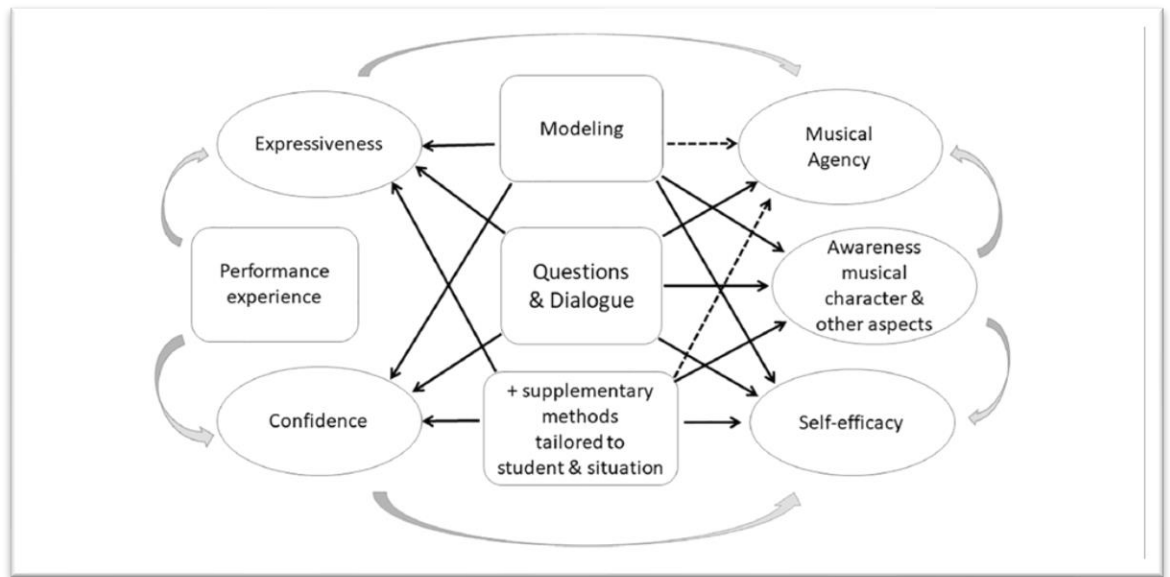 Modeling
Expressiveness
Musical
Agency
Performance
experience
Questions
& Dialogue
Awareness
musical
character &
other aspects
Confidence
+ supplementary
methods
tailored to
student & situation
Self-efficacy